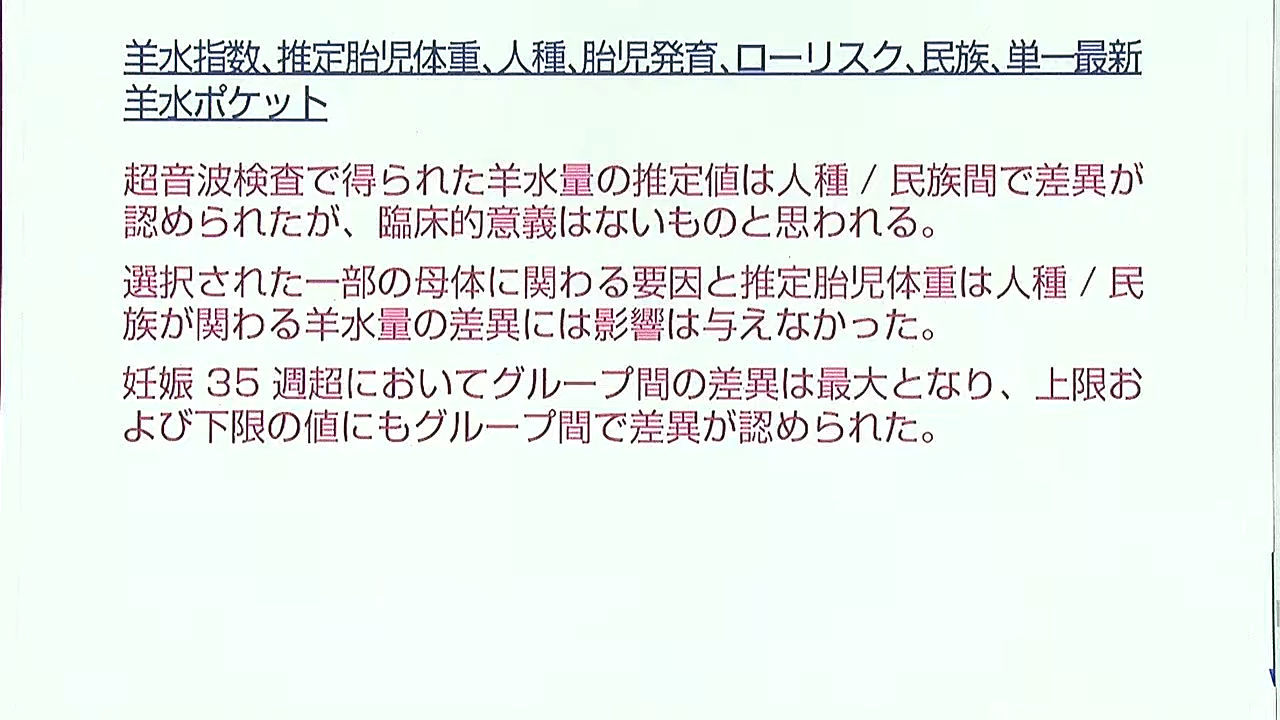 羊水指数、推定胎児体重、人種、胎児発育、ローリスク、民族、単一最新
羊水ポケット
超音波検査で得られた羊水量の推定値は人種 / 民族間で差異が
認められたが、臨床的意義はないものと思われる。
選択された一部の母体に関わる要因と推定胎児体重は人種 / 民
族が関わる羊水量の差異には影響は与えなかった。
妊娠 35 週超においてグループ間の差異は最大となり、上限お
よび下限の値にもグループ間で差異が認められた。